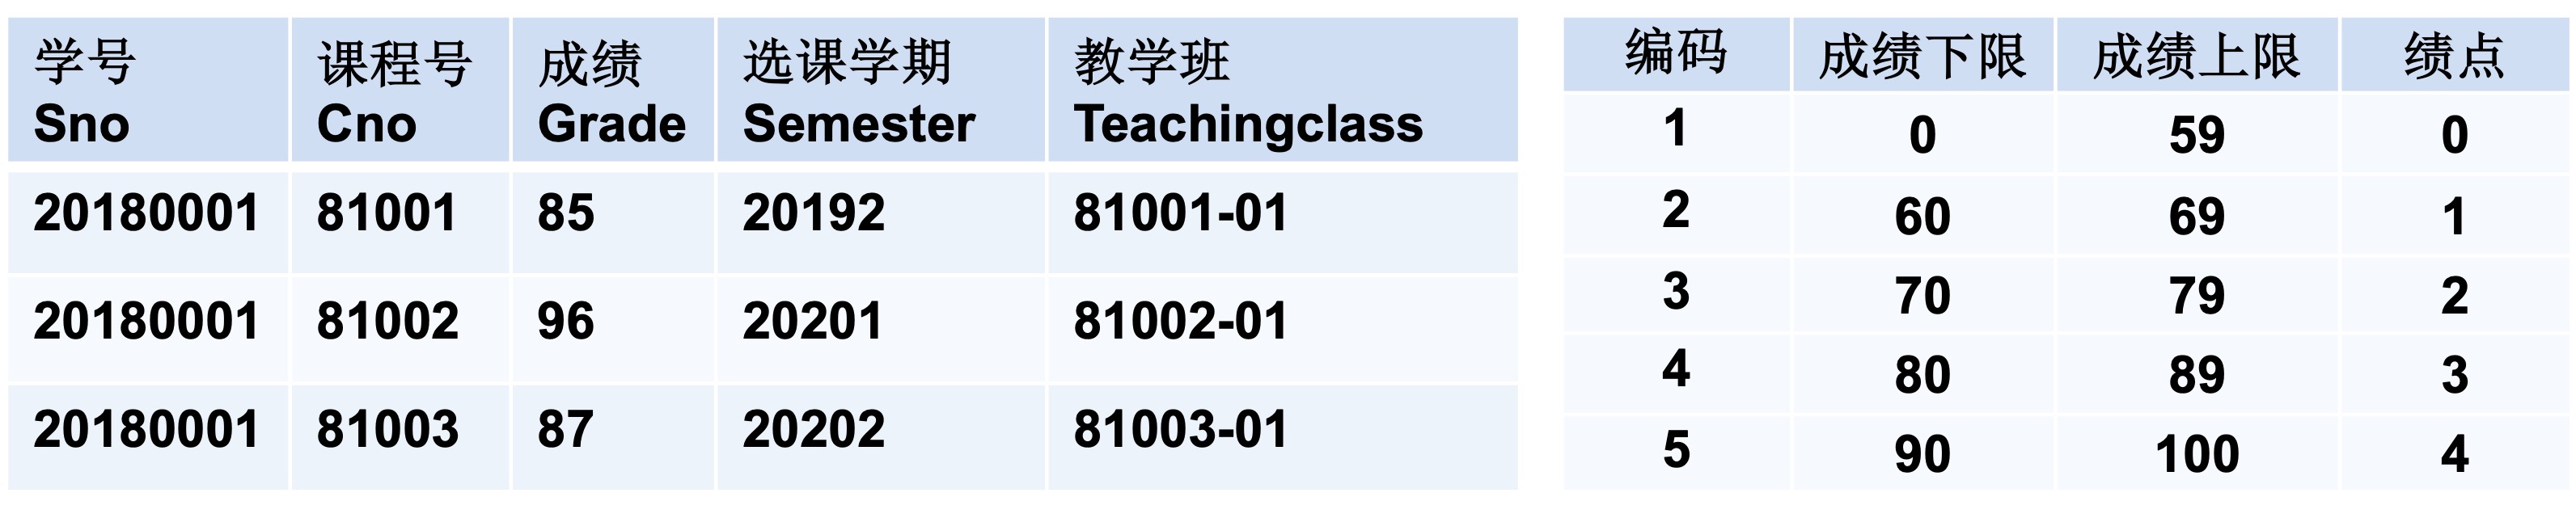 学号 课程号 成绩 选课学期 教学班
Sno Cno Grade Semester Teachingclass
20180001 81001 85 20192 81001-01
20180001 81002 96 20201 81002-01
20180001 81003 87 20202 81003-01
编码 成绩下限 成绩上限 绩点
1 0 59 0
2 60 69 1
3 70 79 2
4 80 89 3
5 90 100 4